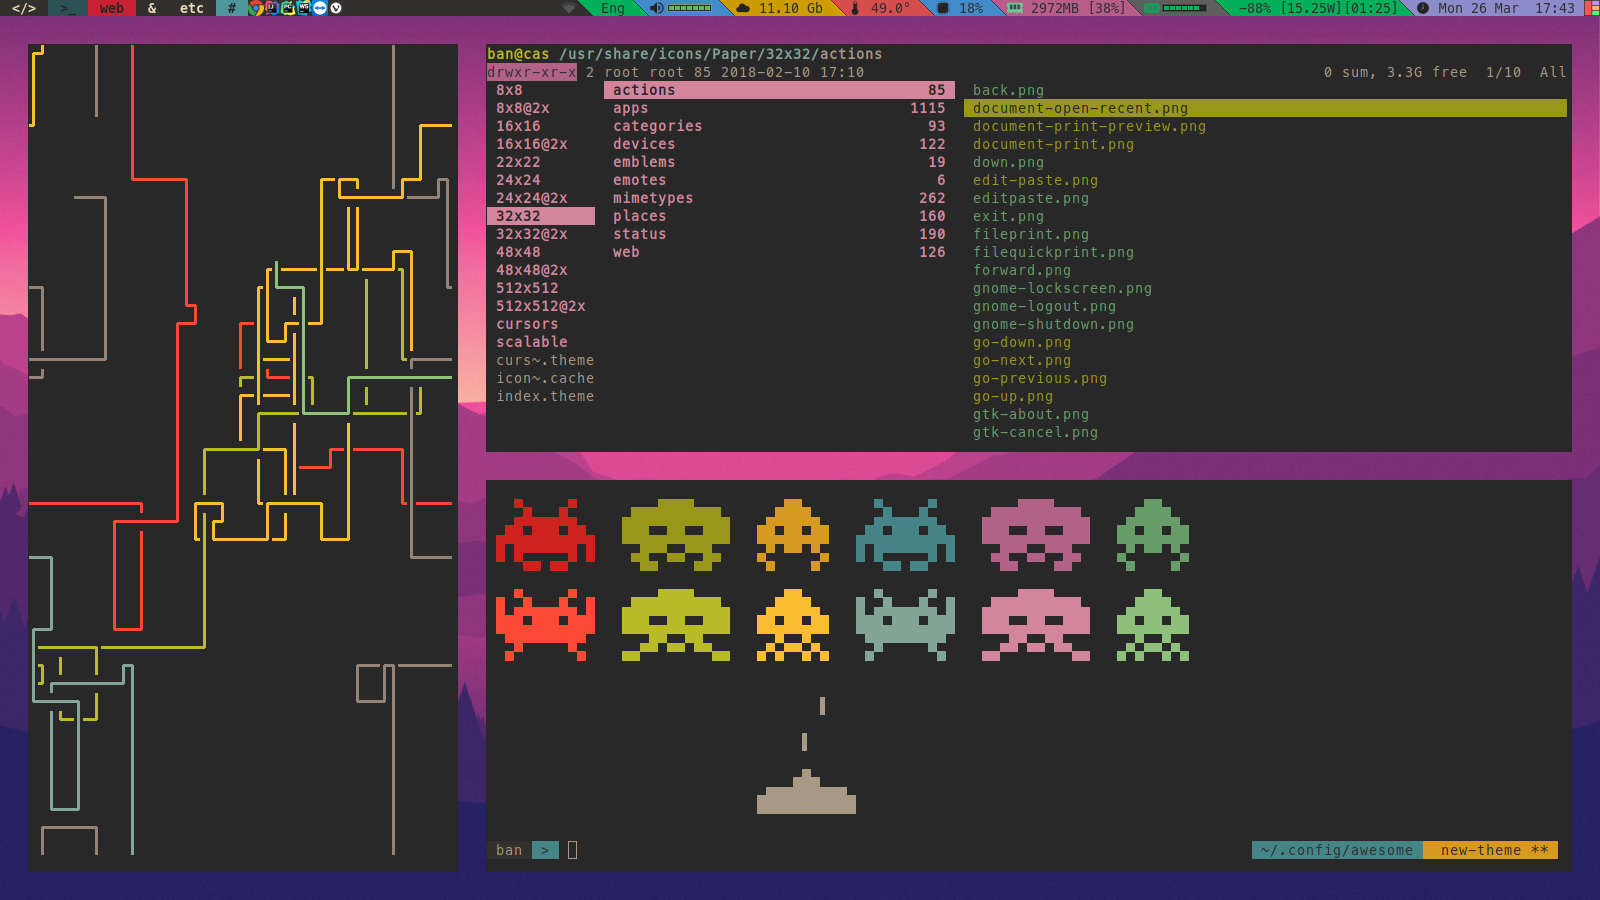 </> >_ web & etc # Eng 11.10 Gb 49.0° 18% 2972MB [38%] ~88% [15.25W][01:25] Mon 26 Mar 17:43
ban@cas /usr/share/icons/Paper/32x32/actions
drwxr-xr-x 2 root root 85 2018-02-10 17:10 0 sum, 3.3G free 1/10 All
8x8 actions 85 back.png
8x8@2x apps 1115 document-open-recent.png
16x16 categories 93 document-print-preview.png
16x16@2x devices 122 document-print.png
22x22 emblems 19 down.png
24x24 emotes 6 edit-paste.png
24x24@2x mimetypes 262 editpaste.png
32x32 places 160 exit.png
32x32@2x status 190 fileprint.png
48x48 web 126 filequickprint.png
48x48@2x forward.png
512x512 gnome-lockscreen.png
512x512@2x gnome-logout.png
cursors gnome-shutdown.png
scalable go-down.png
curs~.theme go-next.png
icon~.cache go-previous.png
index.theme go-up.png
gtk-about.png
gtk-cancel.png
ban > ~/.config/awesome new-theme **